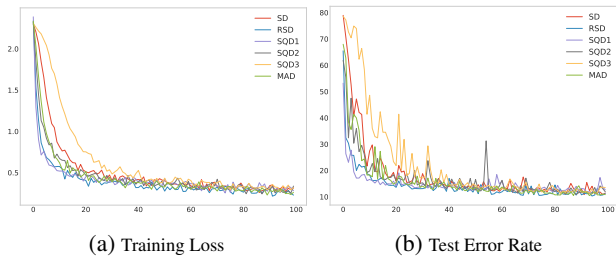 SD
RSD
SQD1
SQD2
SQD3
MAD
2.0
1.5
1.0
0.5
0 20 40 60 80 100
(a) Training Loss
SD
RSD
SQD1
SQD2
SQD3
MAD
80
70
60
50
40
30
20
10
0 20 40 60 80 100
(b) Test Error Rate